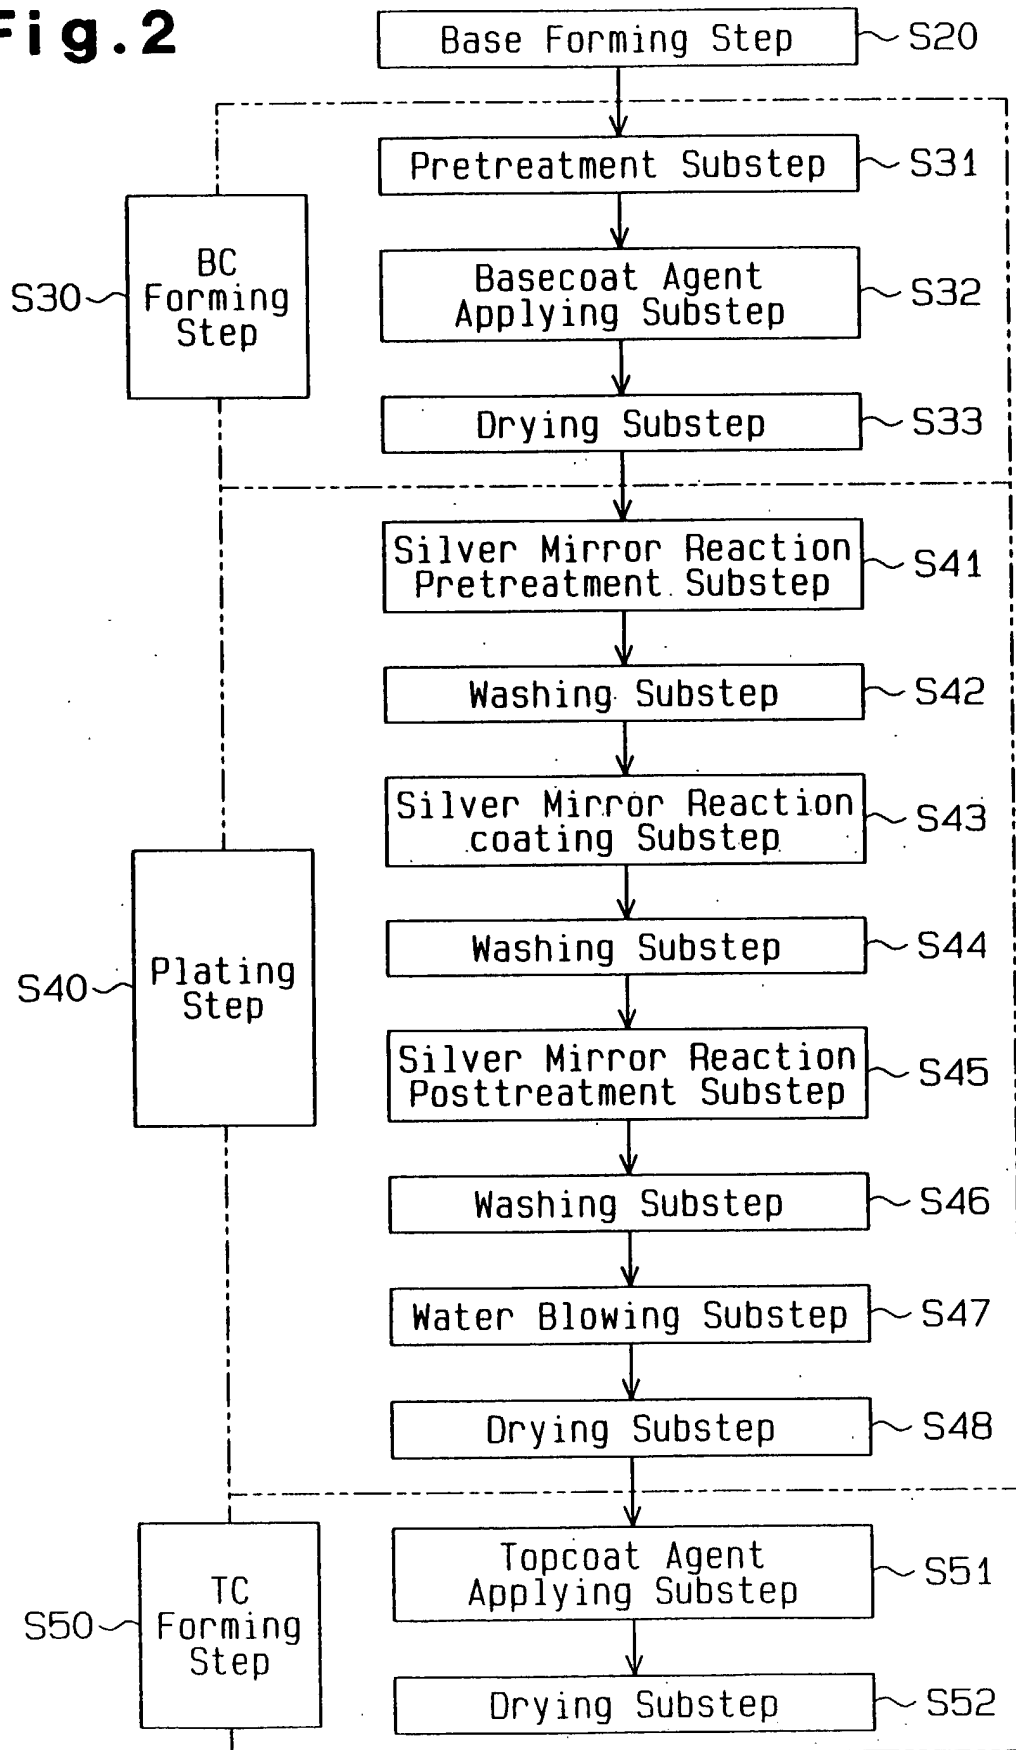 Fig.2
Base Forming Step
S20
Pretreatment Substep
S31
BC
Forming
Step
S30
Basecoat Agent
Applying Substep
S32
Drying Substep
S33
Silver Mirror Reaction
Pretreatment Substep
S41
Washing Substep
S42
Silver Mirror Reaction
coating Substep
S43
Washing Substep
S44
Plating
Step
S40
Silver Mirror Reaction
Posttreatment Substep
S45
Washing Substep
S46
Water Blowing Substep
S47
Drying Substep
S48
Topcoat Agent
Applying Substep
S51
TC
Forming
Step
S50
Drying Substep
S52